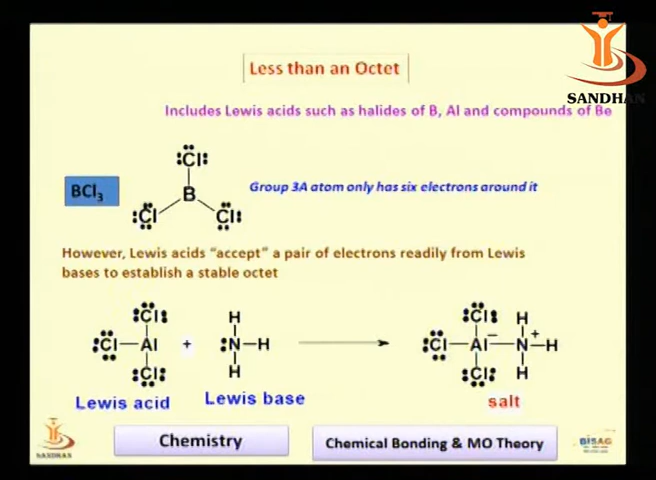 Less than an Octet
SANDHAN
Includes Lewis acids such as halides of B, Al and compounds of Be
BCl₃
Cl
B
Cl Cl
Group 3A atom only has six electrons around it
However, Lewis acids "accept" a pair of electrons readily from Lewis
bases to establish a stable octet
Cl H Cl H
Cl—Al + :N—H Cl—Al⁻—N⁺—H
Cl H Cl H
Lewis acid Lewis base salt
SANDHAN
Chemistry
Chemical Bonding & MO Theory
BISAG